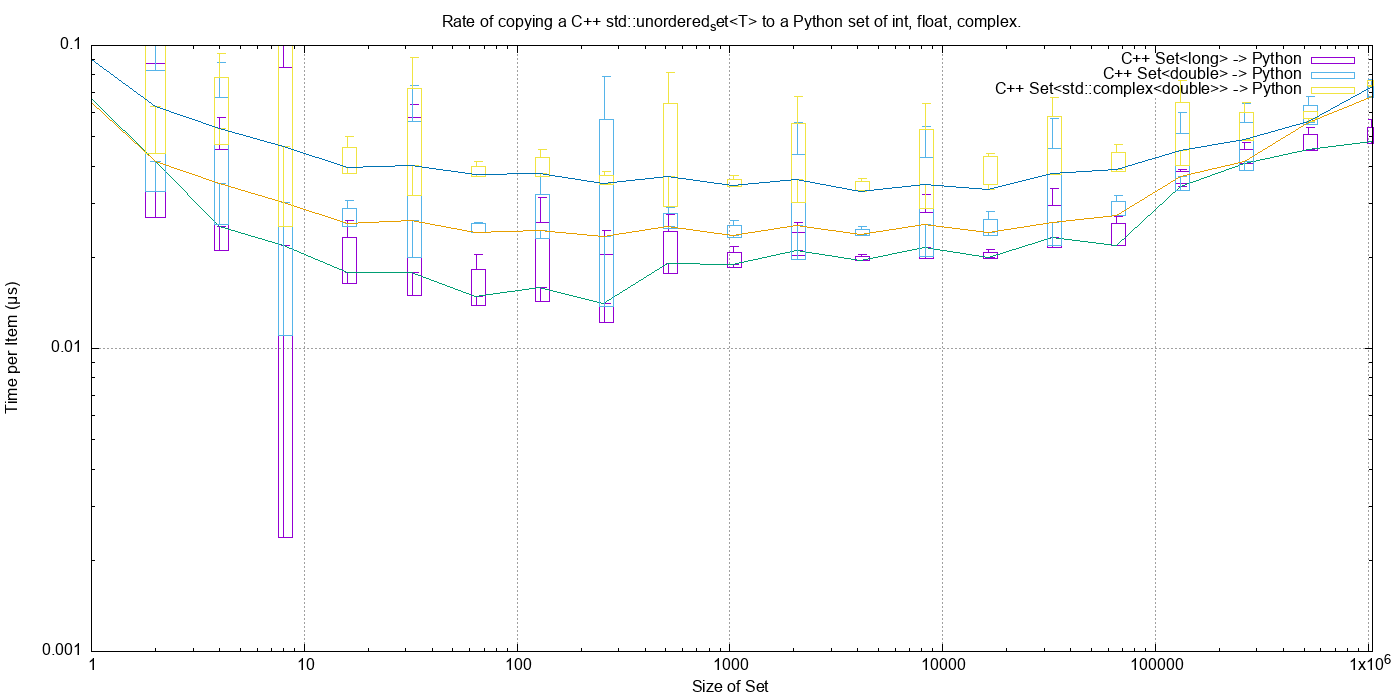 Rate of copying a C++ std::unordered_set<T> to a Python set of int, float, complex.
0.1
C++ Set<long> -> Python
C++ Set<double> -> Python
C++ Set<std::complex<double>> -> Python
Time per Item (µs)
0.01
0.001
1 10 100 1000 10000 100000 1x10⁶
Size of Set